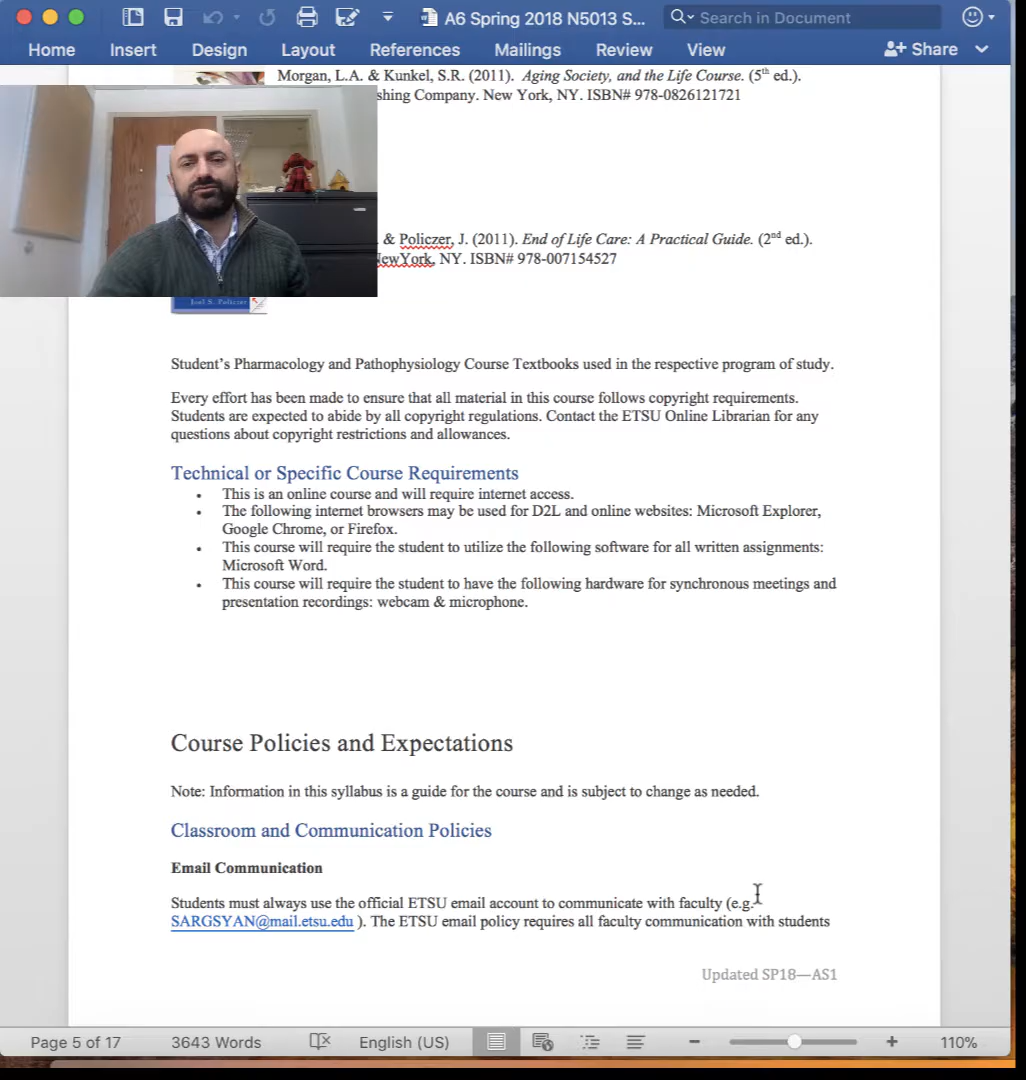 A6 Spring 2018 N5013 S...
Search in Document
Home Insert Design Layout References Mailings Review View Share
Morgan, L.A. & Kunkel, S.R. (2011). Aging Society, and the Life Course. (5th ed.).
shing Company. New York, NY. ISBN# 978-0826121721
& Policzer, J. (2011). End of Life Care: A Practical Guide. (2nd ed.).
ewYork, NY. ISBN# 978-007154527
Joel S. Policzer
Student’s Pharmacology and Pathophysiology Course Textbooks used in the respective program of study.
Every effort has been made to ensure that all material in this course follows copyright requirements.
Students are expected to abide by all copyright regulations. Contact the ETSU Online Librarian for any
questions about copyright restrictions and allowances.
Technical or Specific Course Requirements
• This is an online course and will require internet access.
• The following internet browsers may be used for D2L and online websites: Microsoft Explorer,
Google Chrome, or Firefox.
• This course will require the student to utilize the following software for all written assignments:
Microsoft Word.
• This course will require the student to have the following hardware for synchronous meetings and
presentation recordings: webcam & microphone.
Course Policies and Expectations
Note: Information in this syllabus is a guide for the course and is subject to change as needed.
Classroom and Communication Policies
Email Communication
Students must always use the official ETSU email account to communicate with faculty (e.g.
SARGSYAN@mail.etsu.edu ). The ETSU email policy requires all faculty communication with students
Updated SP18—AS1
Page 5 of 17 3643 Words English (US) 110%